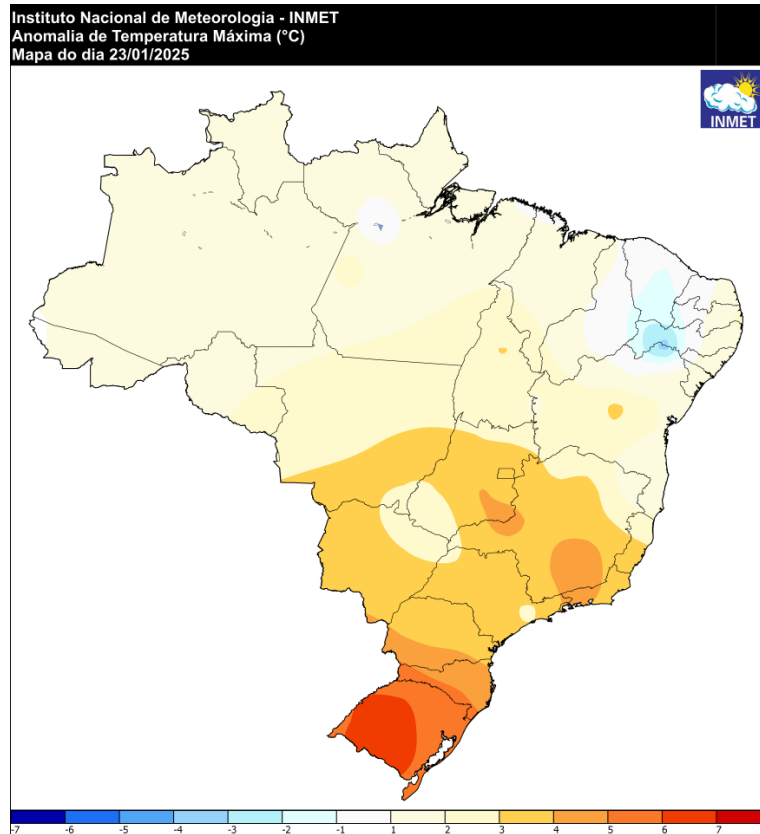 Instituto Nacional de Meteorologia - INMET
Anomalia de Temperatura Máxima (°C)
Mapa do dia 23/01/2025
INMET
-7 -6 -5 -4 -3 -2 -1 1 2 3 4 5 6 7